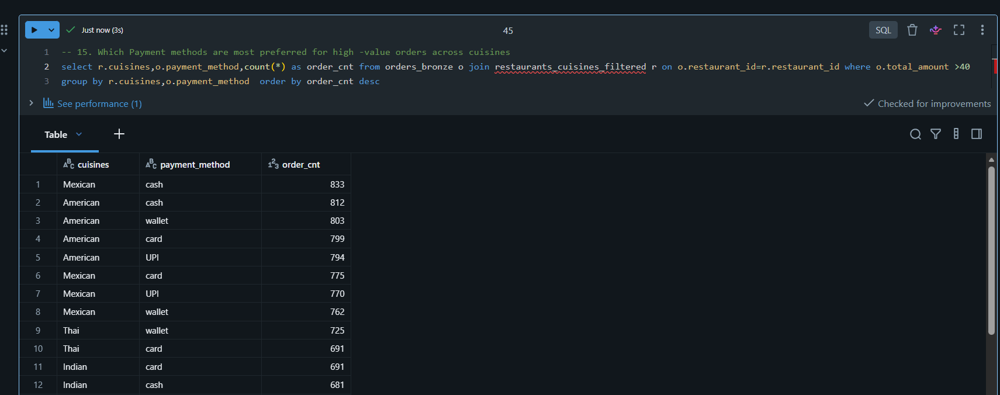 Just now (3s)
45
SQL
1 -- 15. Which Payment methods are most preferred for high -value orders across cuisines
2 select r.cuisines,o.payment_method,count(*) as order_cnt from orders_bronze o join restaurants_cuisines_filtered r on o.restaurant_id=r.restaurant_id where o.total_amount >40
3 group by r.cuisines,o.payment_method  order by order_cnt desc
See performance (1)
Checked for improvements
Table
cuisines payment_method order_cnt
1 Mexican cash 833
2 American cash 812
3 American wallet 803
4 American card 799
5 American UPI 794
6 Mexican card 775
7 Mexican UPI 770
8 Mexican wallet 762
9 Thai wallet 725
10 Thai card 691
11 Indian card 691
12 Indian cash 681